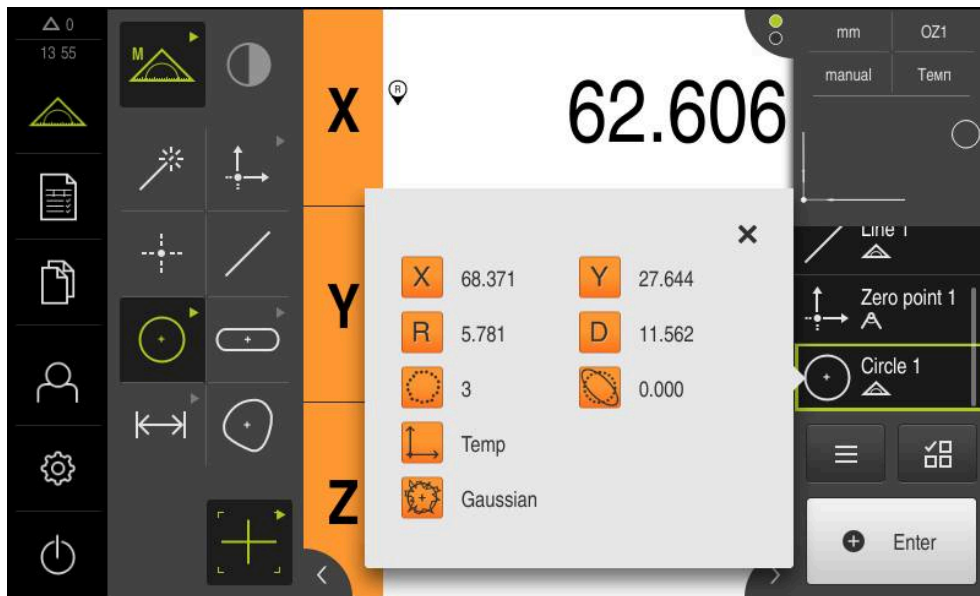 0
13 55
M
X
R
62.606
Y
Z
X 68.371 Y 27.644
R 5.781 D 11.562
3 0.000
Temp
Gaussian
mm OZ1
manual Темп
Line 1
Zero point 1
Circle 1
Enter